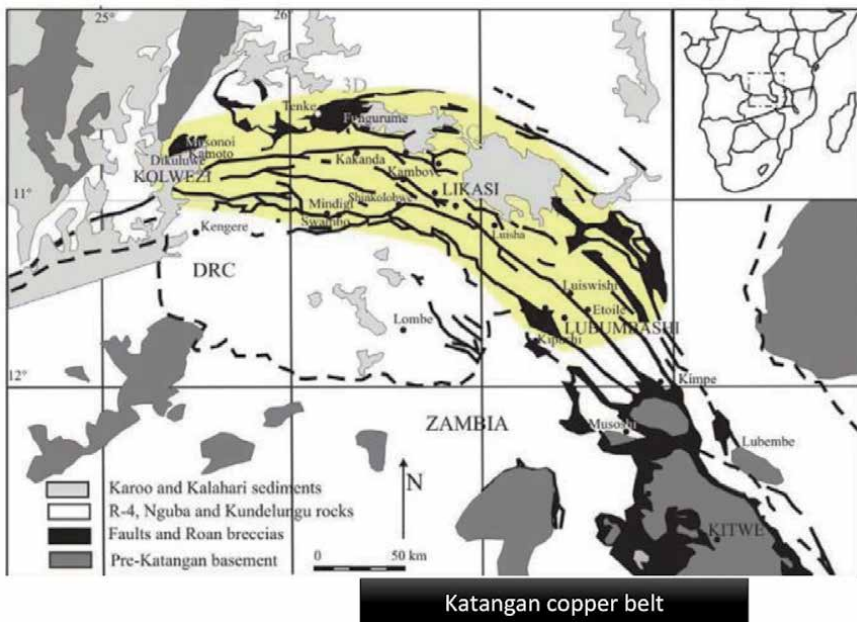 25°
26
3D
Tenke
Fungurume
Musonoi
Kamoto
Dikuluwe
KOLWEZI
Kakanda
Kambove
11°
LIKASI
Shinkolobwe
Mindigi
Swambo
Kengere
Luisha
DRC
Luiswishi
Etoile
Lombe
LUBUMBASHI
Kipushi
12°
Kimpe
ZAMBIA
Musoshi
Lubembe
N
KITWE
Karoo and Kalahari sediments
R-4, Nguba and Kundelungu rocks
Faults and Roan breccias
Pre-Katangan basement
0 50 km
Katangan copper belt